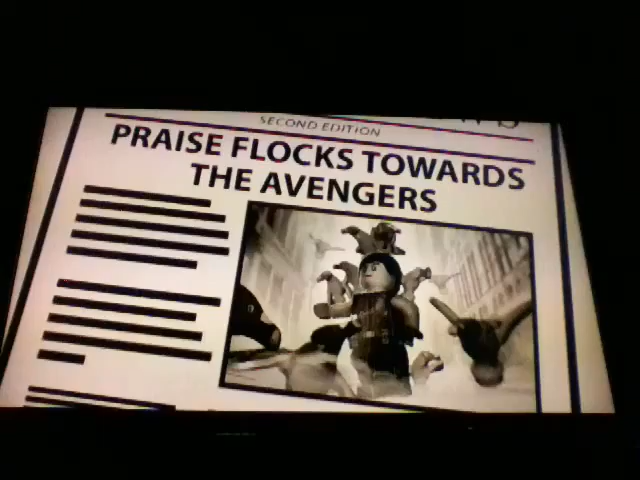 SECOND EDITION
PRAISE FLOCKS TOWARDS
THE AVENGERS